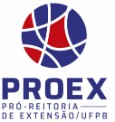 PROEX
PRÓ-REITORIA
DE EXTENSÃO/UFPB